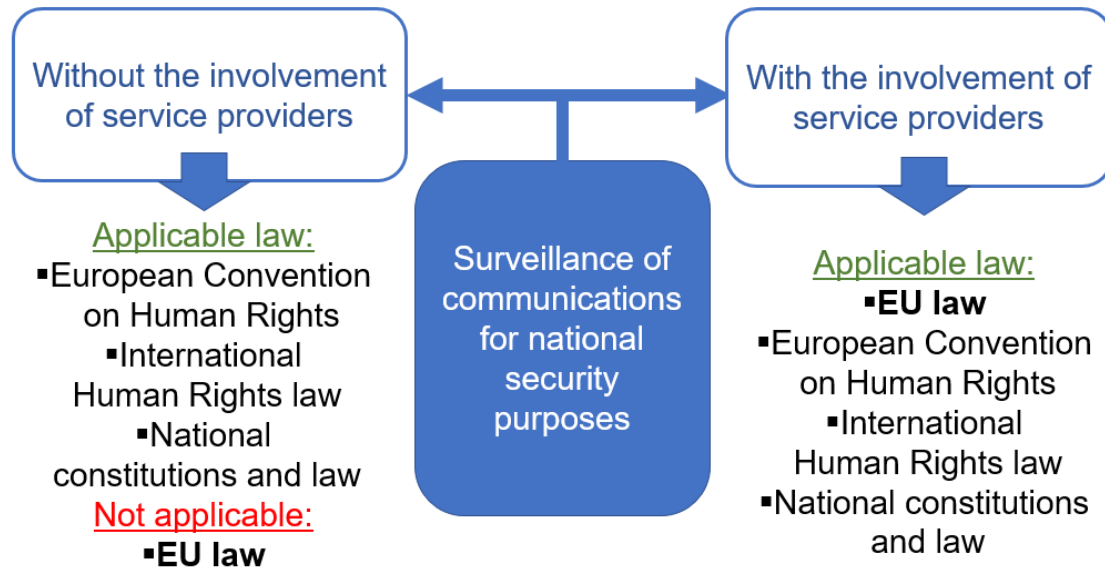 Without the involvement
of service providers
Applicable law:
▪European Convention
on Human Rights
▪International
Human Rights law
▪National
constitutions and law
Not applicable:
▪EU law
Surveillance of
communications
for national
security
purposes
With the involvement of
service providers
Applicable law:
▪EU law
▪European Convention
on Human Rights
▪International
Human Rights law
▪National constitutions
and law